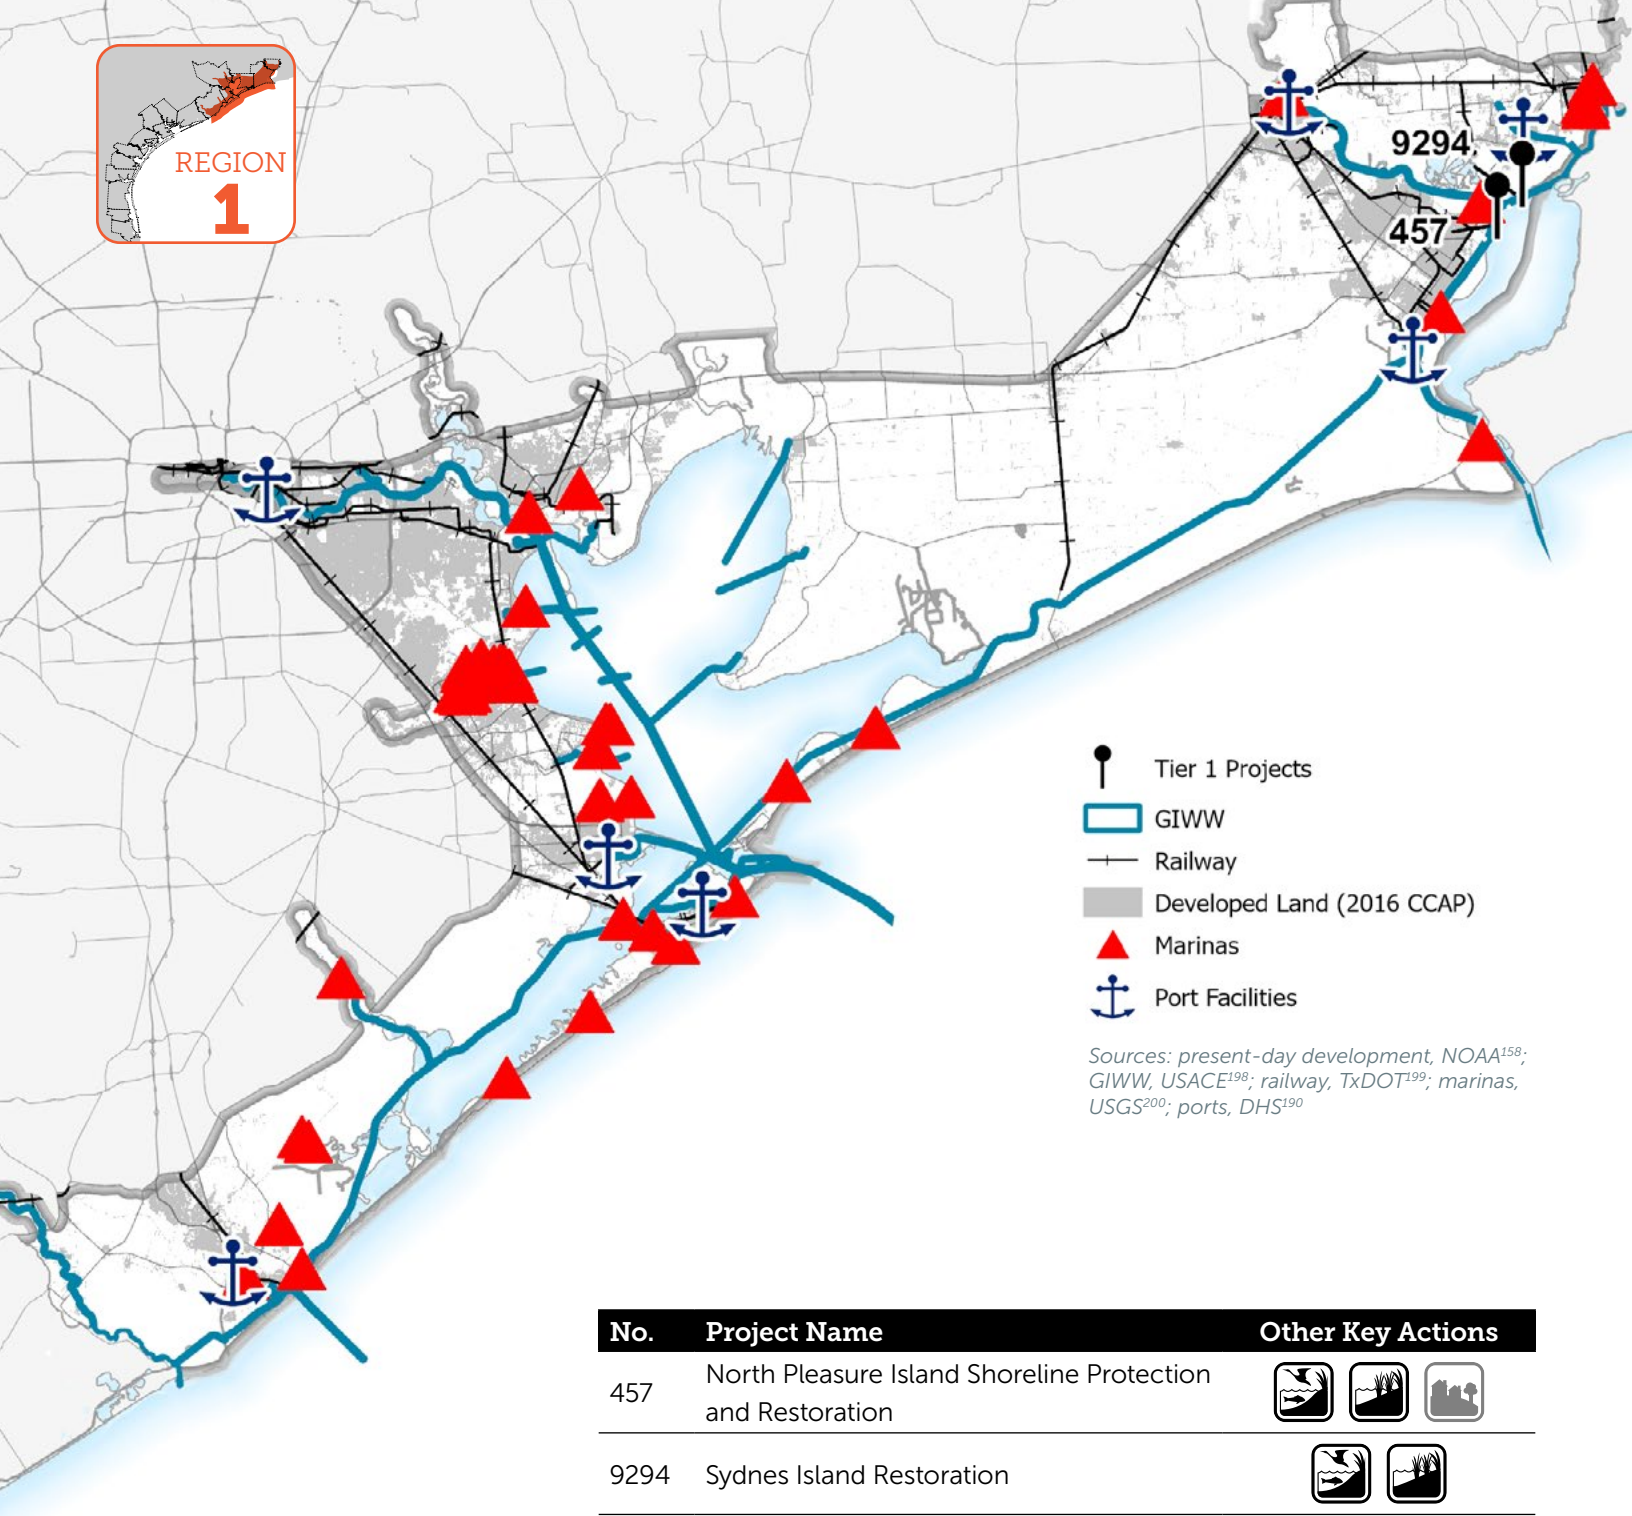 REGION
1
9294
457
Tier 1 Projects
GIWW
Railway
Developed Land (2016 CCAP)
Marinas
Port Facilities
Sources: present-day development, NOAA158;
GIWW, USACE198; railway, TxDOT199; marinas,
USGS200; ports, DHS190
No. Project Name Other Key Actions
457 North Pleasure Island Shoreline Protection
and Restoration
9294 Sydnes Island Restoration